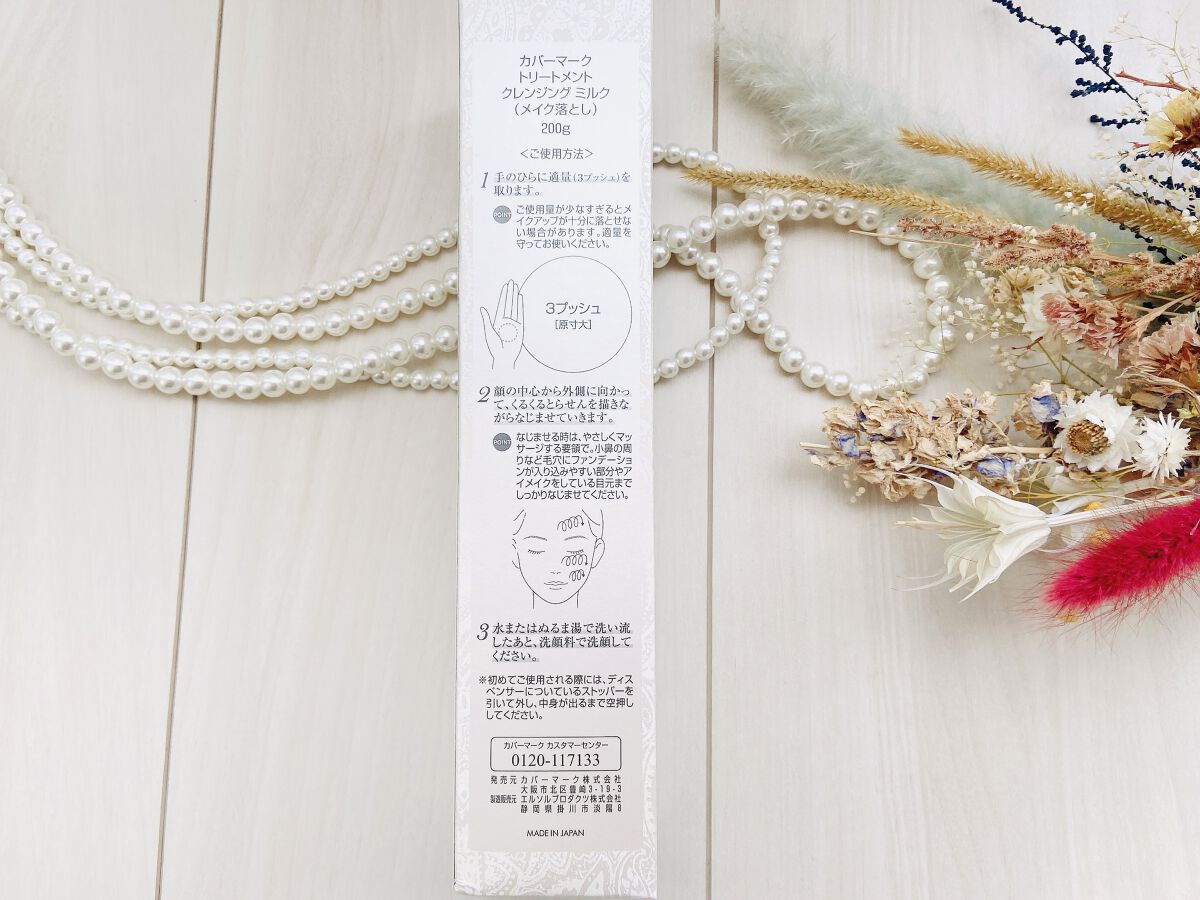 カバーマーク
トリートメント
クレンジング ミルク
(メイク落とし)
200g
<ご使用方法>
1 手のひらに適量(3プッシュ)を
取ります。
POINT ご使用量が少なすぎるとメ
イクアップが十分に落とせな
い場合があります。適量を
守ってお使いください。
3プッシュ
[原寸大]
2 顔の中心から外側に向かっ
て、くるくるとらせんを描きな
がらなじませていきます。
POINT なじませる時は、やさしくマッ
サージする要領で。小鼻の周
りなど毛穴にファンデーショ
ンが入り込みやすい部分やア
イメイクをしている目元まで
しっかりなじませてください。
3 水またはぬるま湯で洗い流
したあと、洗顔料で洗顔して
ください。
※初めてご使用される際には、ディス
ペンサーについているストッパーを
引いて外し、中身が出るまで空押し
してください。
カバーマーク カスタマーセンター
0120-117133
発売元 カバーマーク株式会社
大阪市北区豊崎3-19-3
製造販売元 エルソルプロダクツ株式会社
静岡県掛川市淡陽8
MADE IN JAPAN